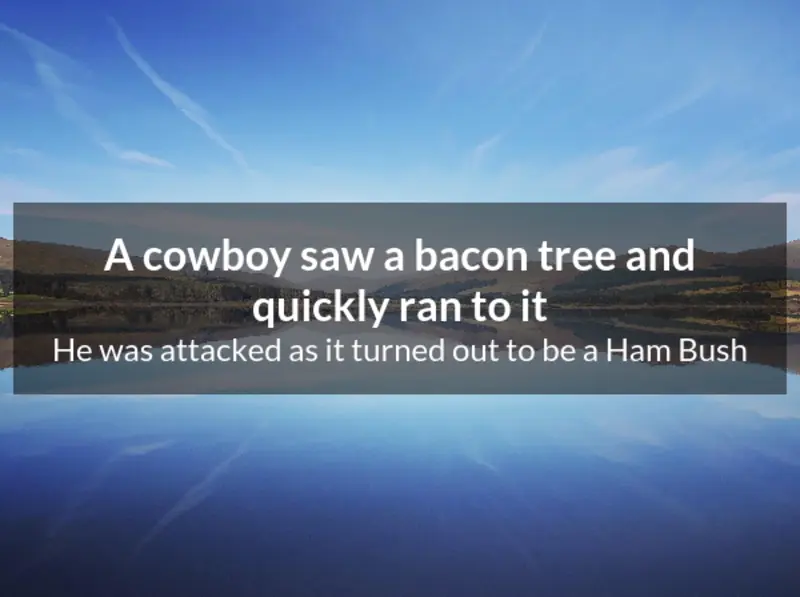 A cowboy saw a bacon tree and
quickly ran to it
He was attacked as it turned out to be a Ham Bush